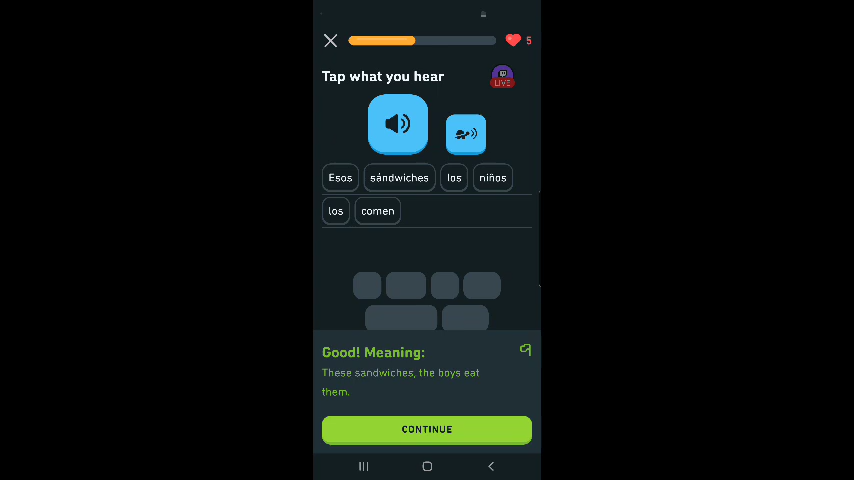 5
Tap what you hear
LIVE
Esos sándwiches los niños
los comen
Good! Meaning:
These sandwiches, the boys eat
them.
CONTINUE